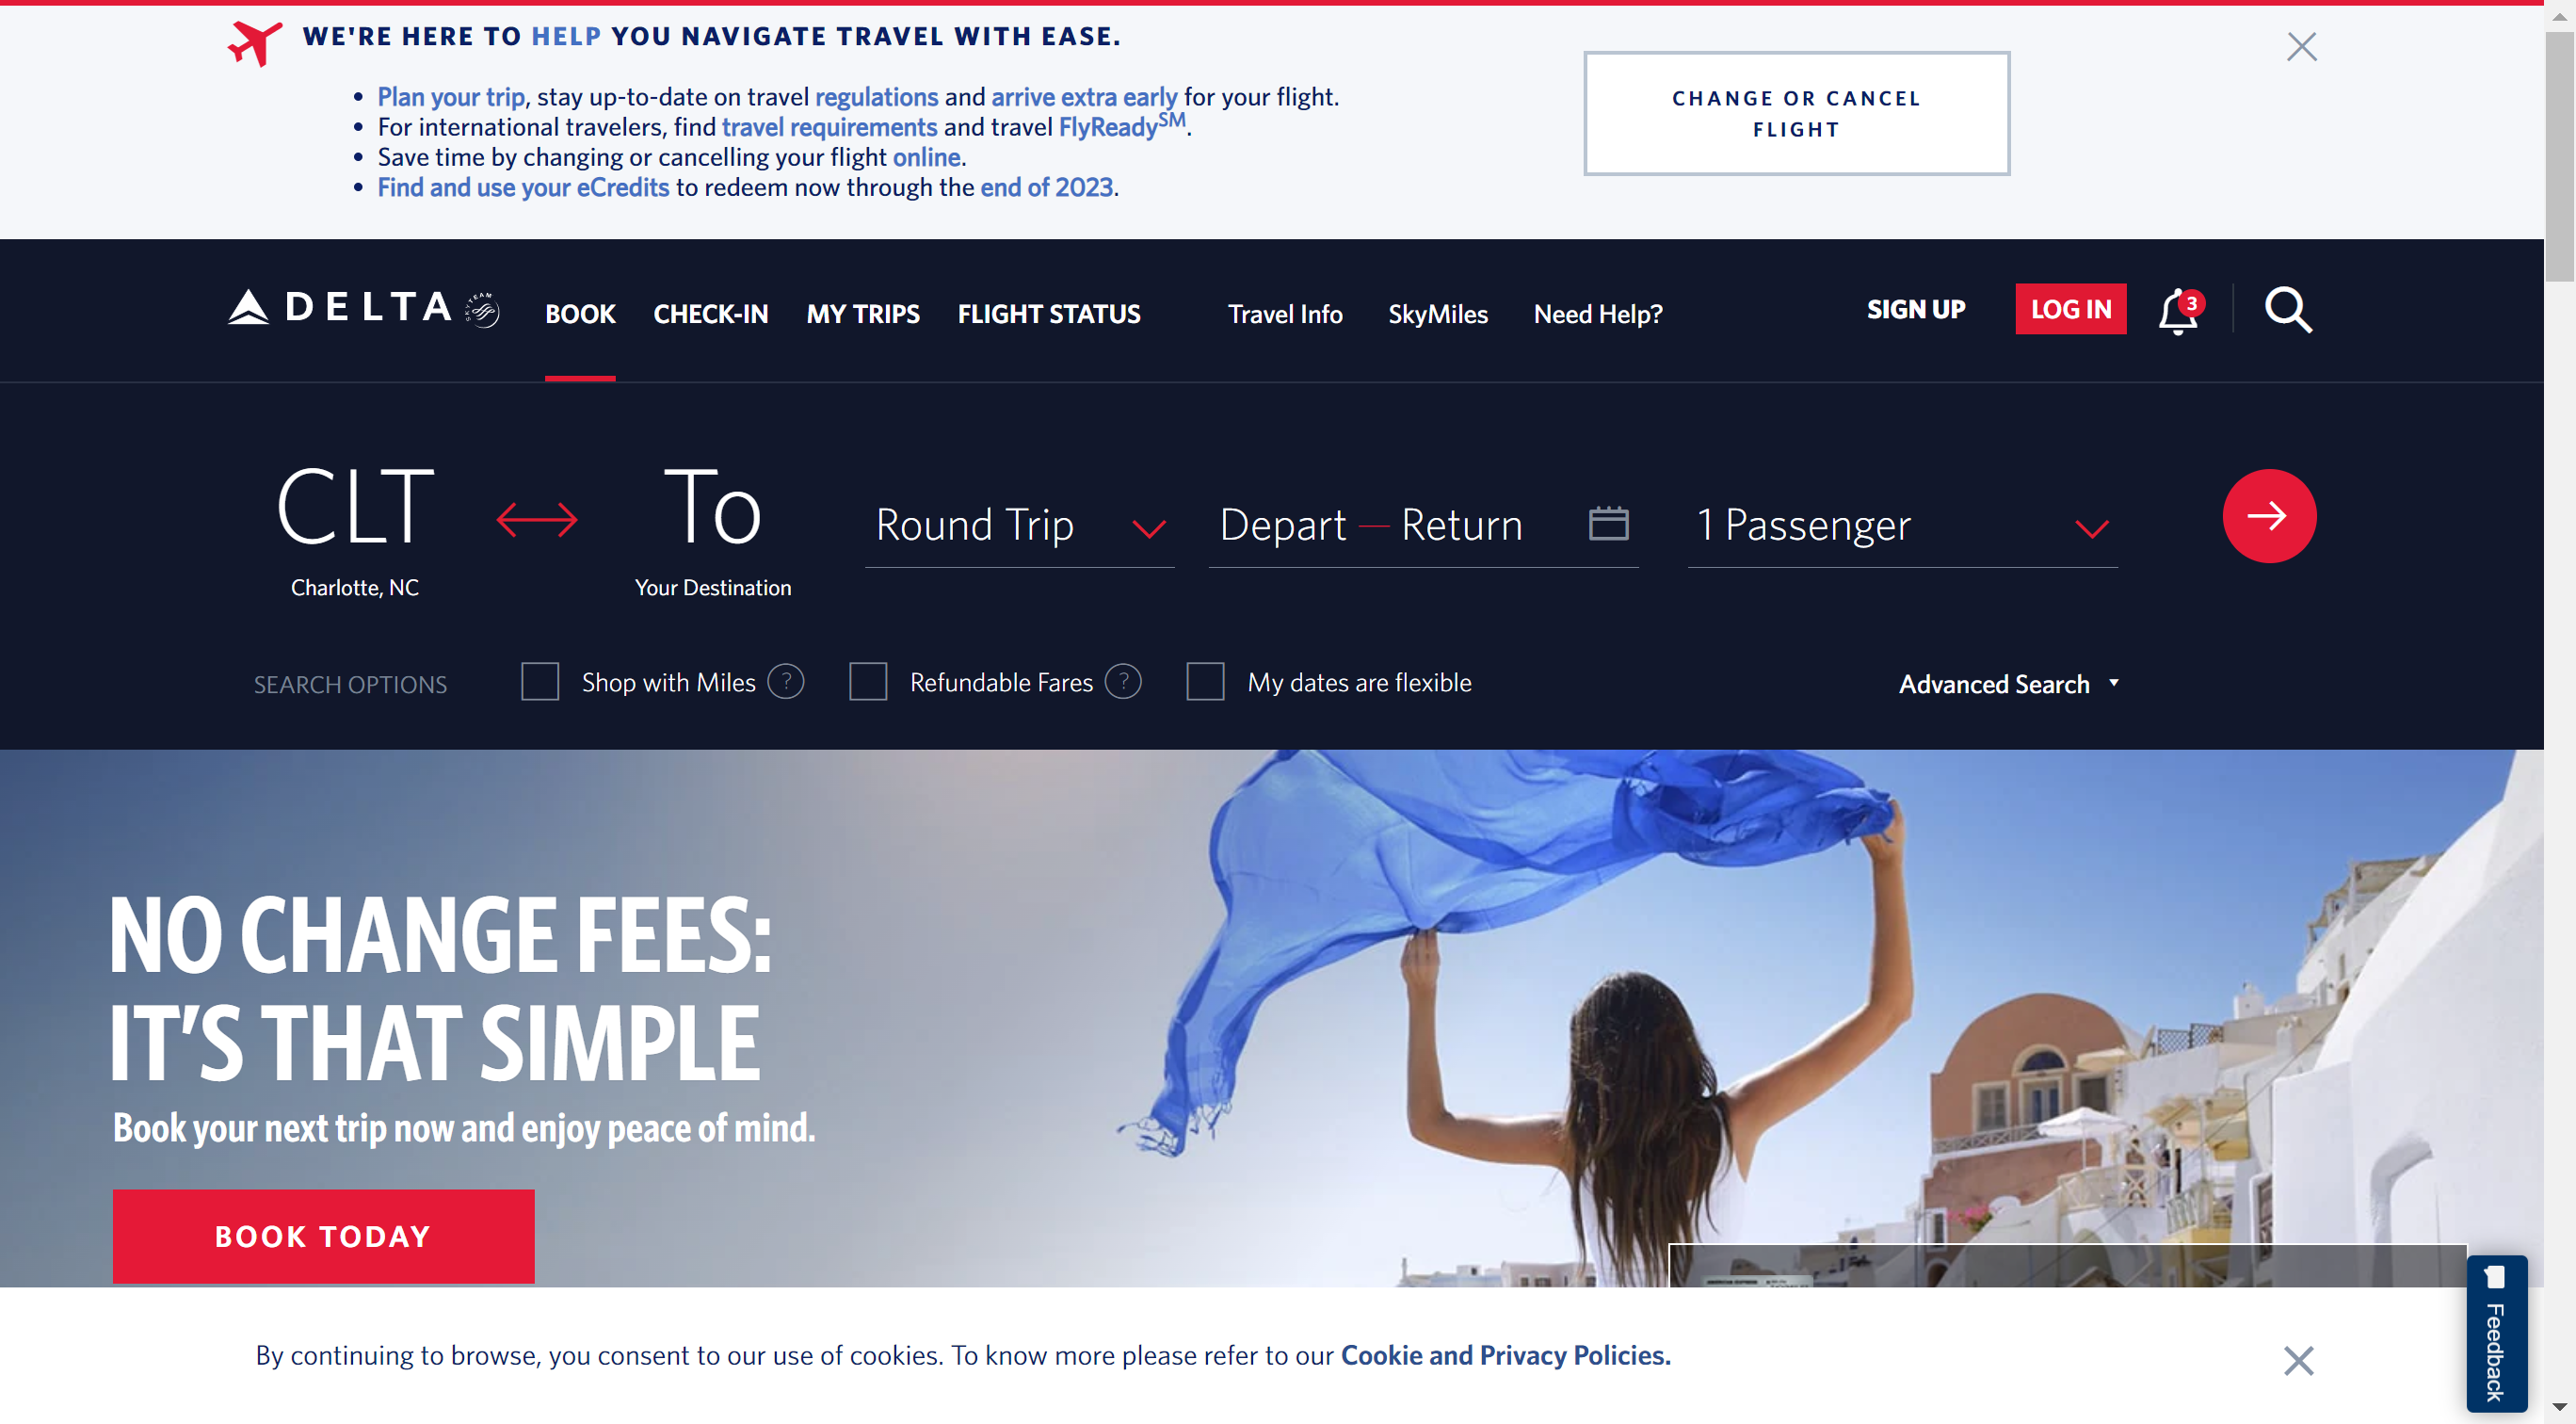 WE'RE HERE TO HELP YOU NAVIGATE TRAVEL WITH EASE.
• Plan your trip, stay up-to-date on travel regulations and arrive extra early for your flight.
• For international travelers, find travel requirements and travel FlyReadySM.
• Save time by changing or cancelling your flight online.
• Find and use your eCredits to redeem now through the end of 2023.
CHANGE OR CANCEL
FLIGHT
DELTA SKYTEAM BOOK CHECK-IN MY TRIPS FLIGHT STATUS Travel Info SkyMiles Need Help? SIGN UP LOG IN 3
CLT To Round Trip Depart — Return 1 Passenger
Charlotte, NC Your Destination
SEARCH OPTIONS Shop with Miles ? Refundable Fares ? My dates are flexible Advanced Search
NO CHANGE FEES:
IT'S THAT SIMPLE
Book your next trip now and enjoy peace of mind.
BOOK TODAY
AMERICAN EXPRESS
Feedback
By continuing to browse, you consent to our use of cookies. To know more please refer to our Cookie and Privacy Policies.